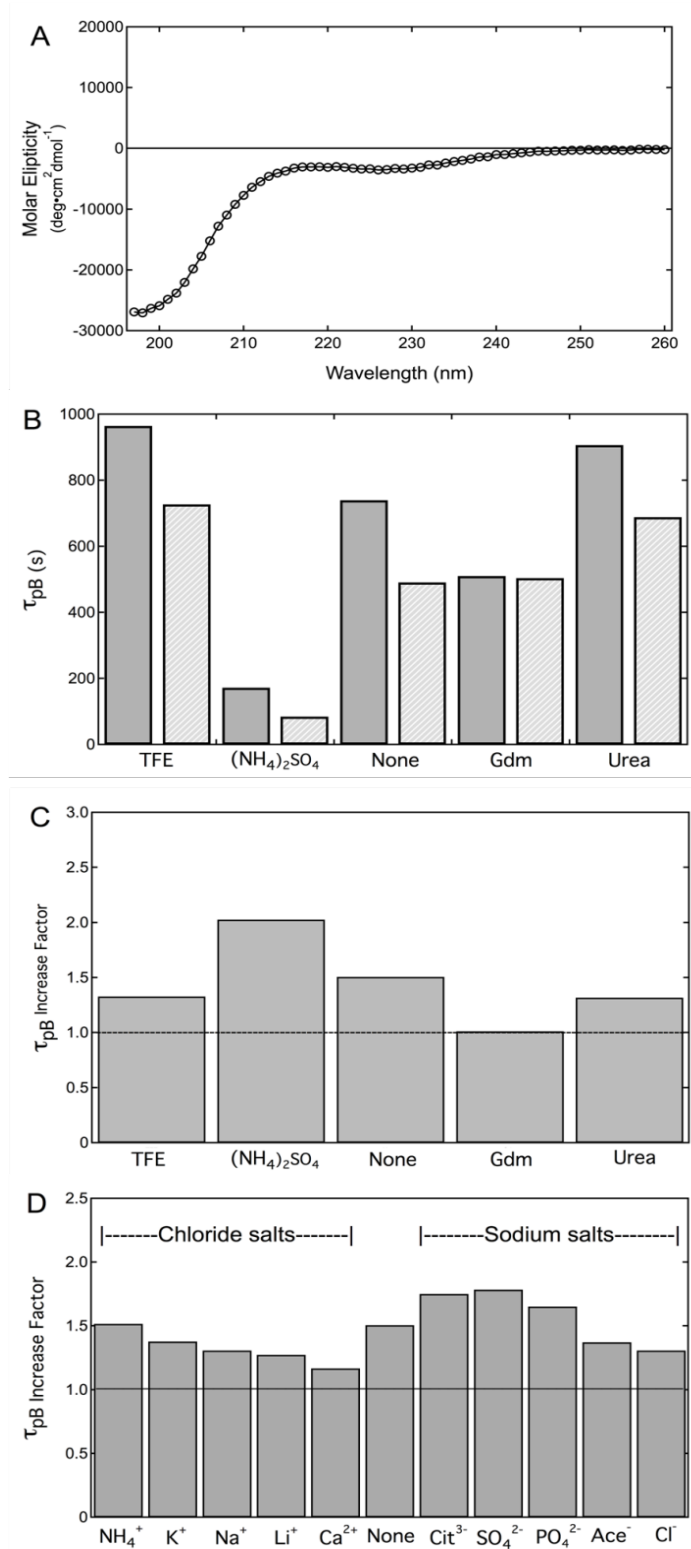 A
20000
10000
0
-10000
-20000
-30000
Molar Elipticity
(deg•cm²dmol⁻¹)
200 210 220 230 240 250 260
Wavelength (nm)
B
1000
800
600
400
200
0
τpB (s)
TFE (NH₄)₂SO₄ None Gdm Urea
C
3.0
2.5
2.0
1.5
1.0
0.5
0
τpB Increase Factor
TFE (NH₄)₂SO₄ None Gdm Urea
D
2.5
2.0
1.5
1.0
0.5
0
τpB Increase Factor
|-------Chloride salts-------| |--------Sodium salts--------|
NH₄⁺ K⁺ Na⁺ Li⁺ Ca²⁺ None Cit³⁻ SO₄²⁻ PO₄²⁻ Ace⁻ Cl⁻